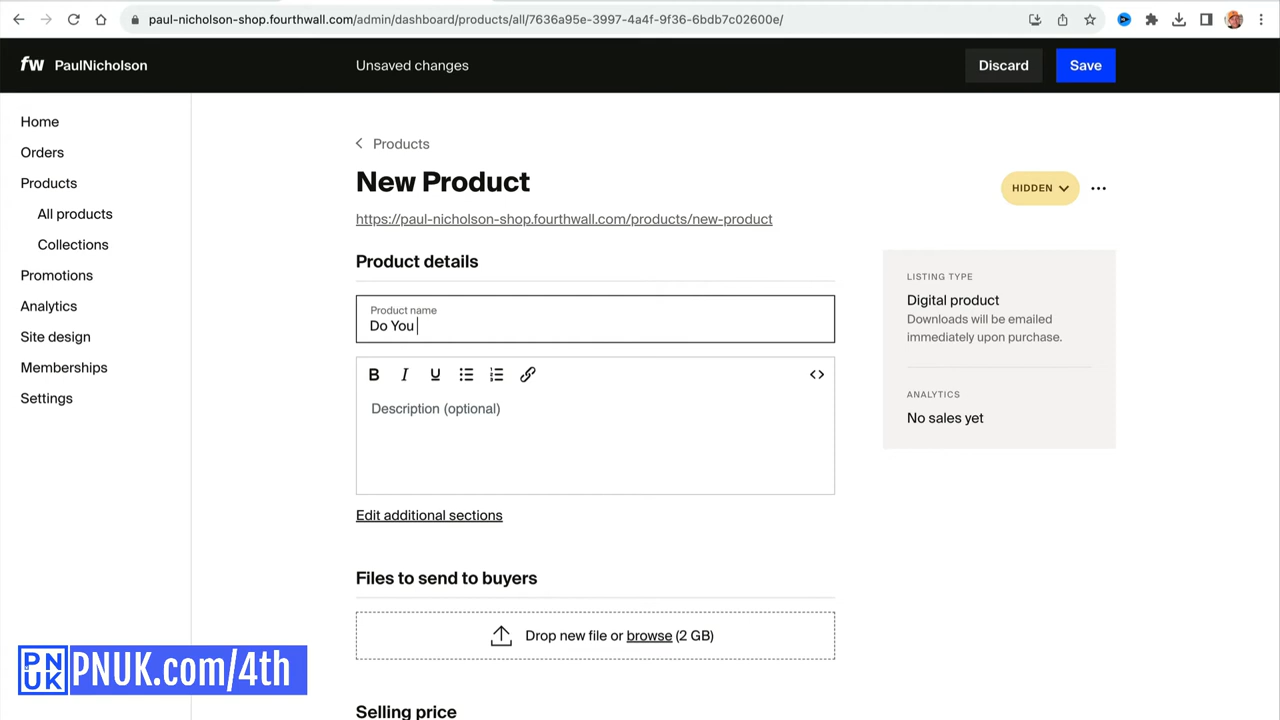 paul-nicholson-shop.fourthwall.com/admin/dashboard/products/all/7636a95e-3997-4a4f-9f36-6bdb7c02600e/
fw PaulNicholson
Unsaved changes
Discard
Save
Home
Orders
Products
All products
Collections
Promotions
Analytics
Site design
Memberships
Settings
Products
New Product
HIDDEN
https://paul-nicholson-shop.fourthwall.com/products/new-product
Product details
Product name
Do You
B I U
Description (optional)
Edit additional sections
Files to send to buyers
Drop new file or browse (2 GB)
Selling price
LISTING TYPE
Digital product
Downloads will be emailed
immediately upon purchase.
ANALYTICS
No sales yet
PN
UK
PNUK.com/4th